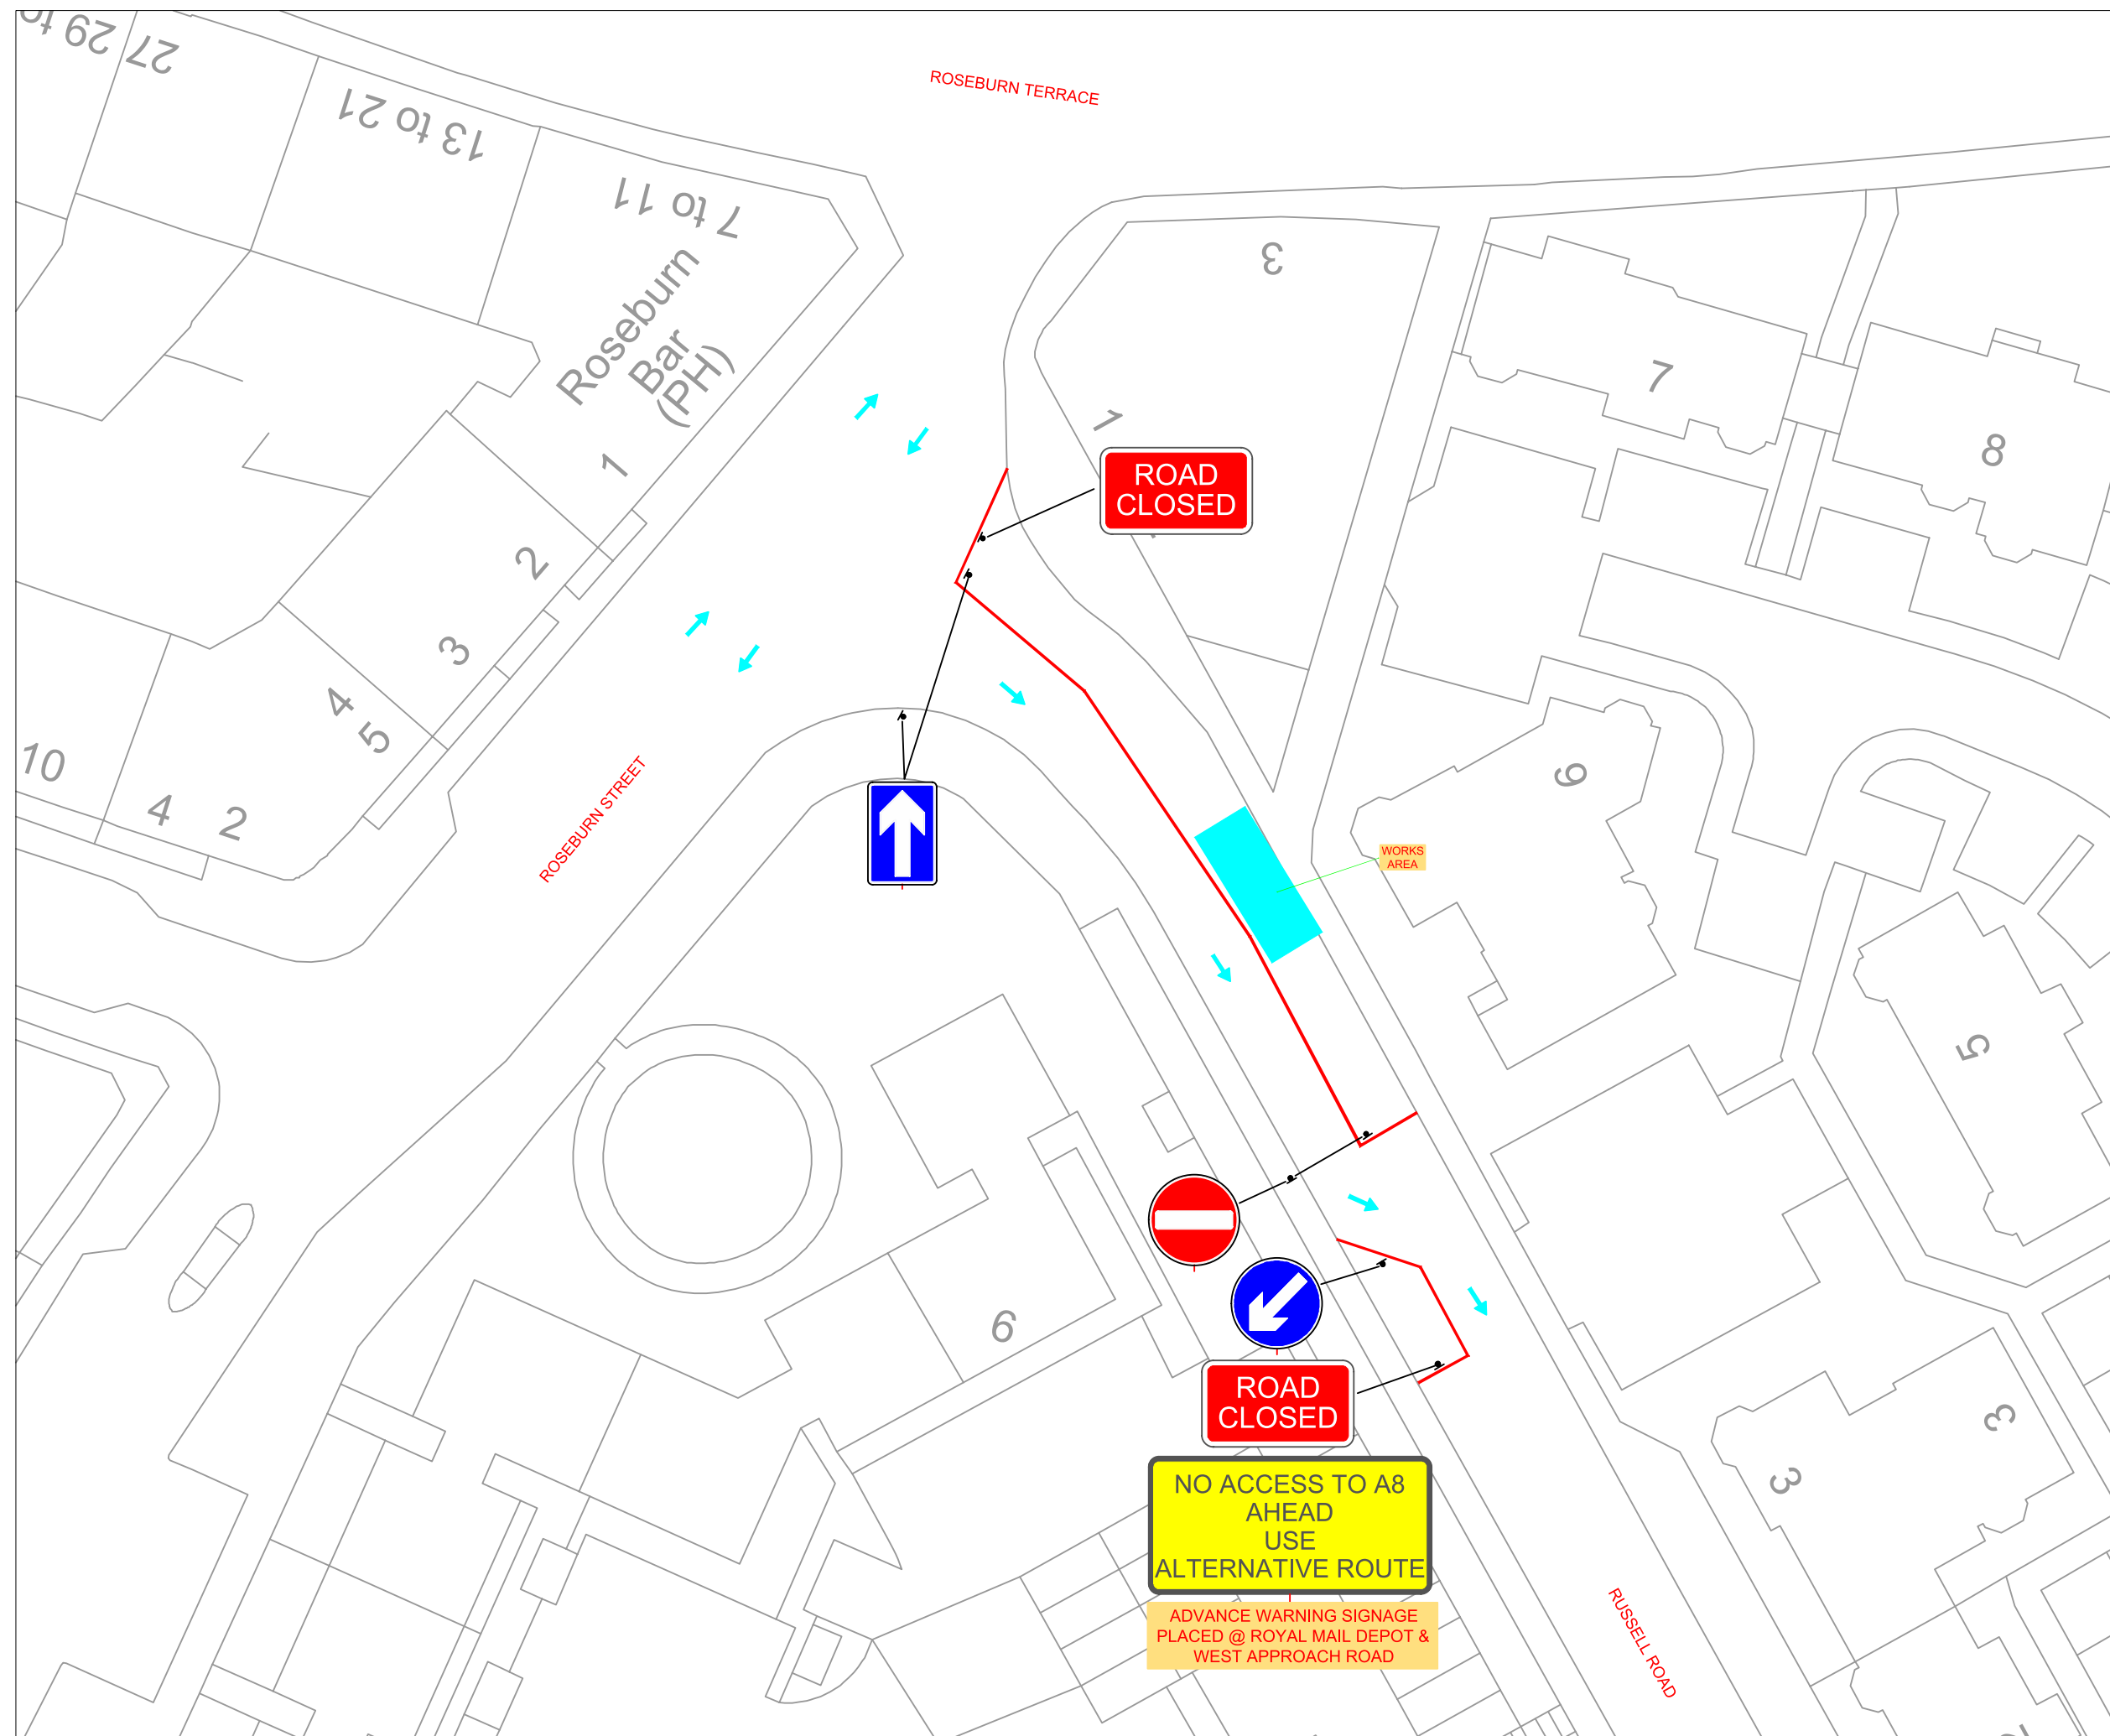 27 29 to
13 to 21
7 to 11
ROSEBURN TERRACE
Roseburn
Bar
(PH)
3
1
7
8
ROAD
CLOSED
1
2
3
4
5
10
4
2
ROSEBURN STREET
6
WORKS
AREA
5
6
ROAD
CLOSED
3
3
NO ACCESS TO A8
AHEAD
USE
ALTERNATIVE ROUTE
ADVANCE WARNING SIGNAGE
PLACED @ ROYAL MAIL DEPOT &
WEST APPROACH ROAD
RUSSELL ROAD